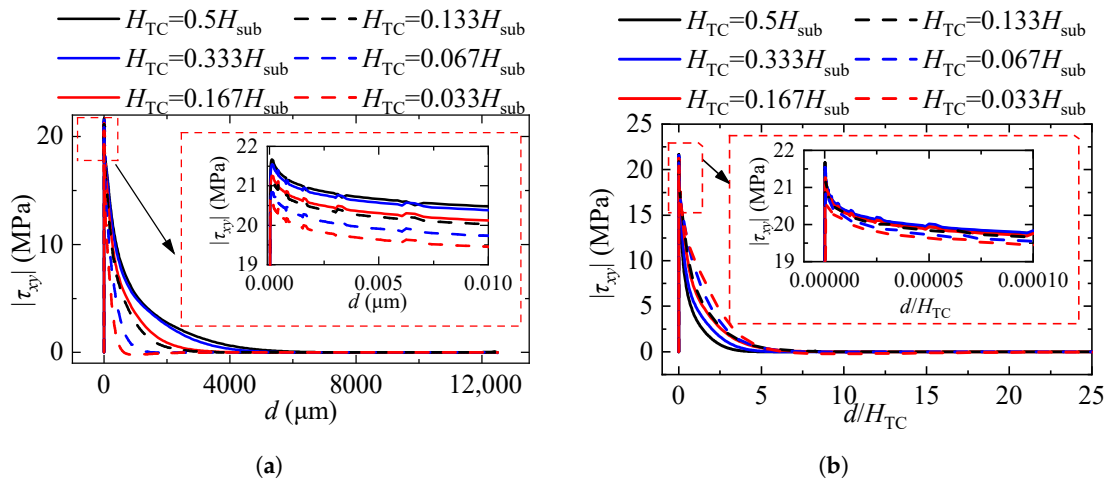 H_TC=0.5H_sub H_TC=0.133H_sub
H_TC=0.333H_sub H_TC=0.067H_sub
H_TC=0.167H_sub H_TC=0.033H_sub
20
10
0
|τ_xy| (MPa)
0 4000 8000 12,000
d (μm)
22
21
20
19
|τ_xy| (MPa)
0.000 0.005 0.010
d (μm)
(a)
H_TC=0.5H_sub H_TC=0.133H_sub
H_TC=0.333H_sub H_TC=0.067H_sub
H_TC=0.167H_sub H_TC=0.033H_sub
25
20
15
10
5
0
|τ_xy| (MPa)
0 5 10 15 20 25
d/H_TC
22
21
20
19
|τ_xy| (MPa)
0.00000 0.00005 0.00010
d/H_TC
(b)